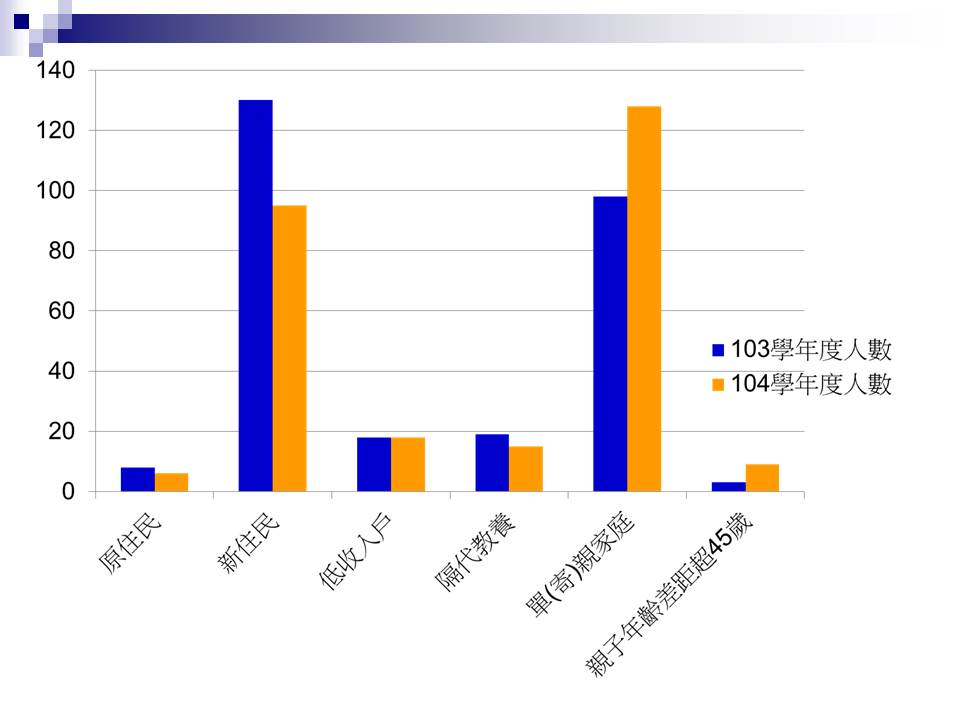 140
120
100
80
60
40
20
0
原住民
新住民
低收入戶
隔代教養
單(寄)親家庭
親子年齡差距超45歲
103學年度人數
104學年度人數